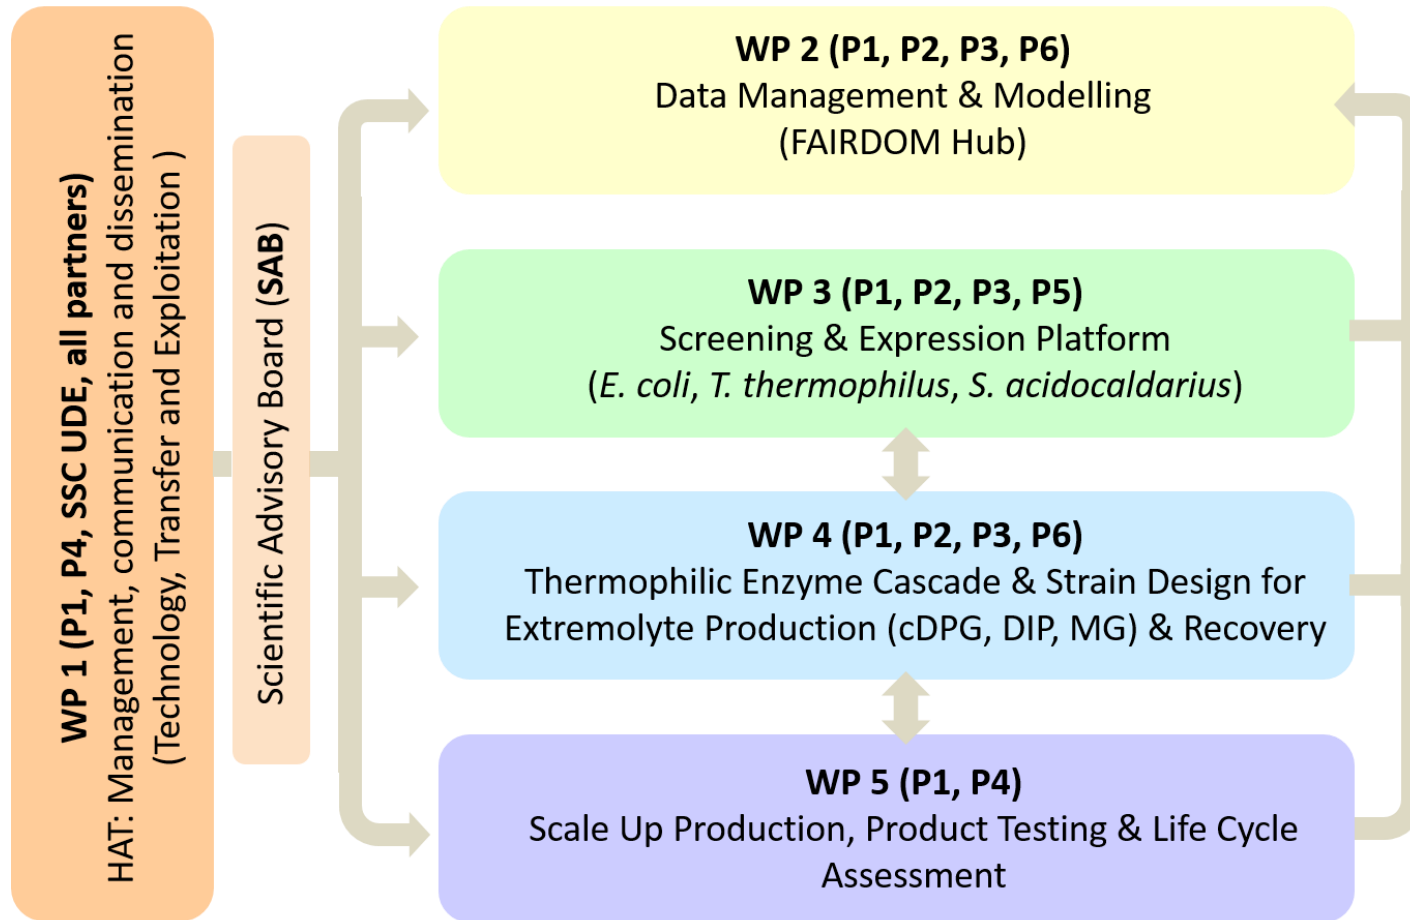 WP 1 (P1, P4, SSC UDE, all partners)
HAT: Management, communication and dissemination
(Technology, Transfer and Exploitation )
Scientific Advisory Board (SAB)
WP 2 (P1, P2, P3, P6)
Data Management & Modelling
(FAIRDOM Hub)
WP 3 (P1, P2, P3, P5)
Screening & Expression Platform
(E. coli, T. thermophilus, S. acidocaldarius)
WP 4 (P1, P2, P3, P6)
Thermophilic Enzyme Cascade & Strain Design for
Extremolyte Production (cDPG, DIP, MG) & Recovery
WP 5 (P1, P4)
Scale Up Production, Product Testing & Life Cycle
Assessment